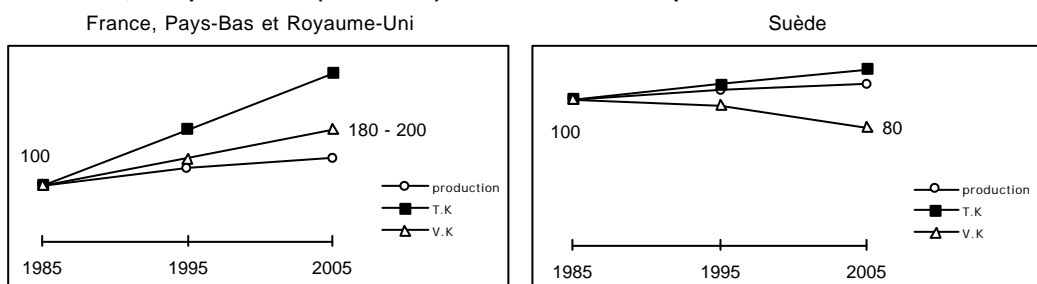 France, Pays-Bas et Royaume-Uni
100
180 - 200
production
T.K
V.K
1985 1995 2005
Suède
100
80
production
T.K
V.K
1985 1995 2005